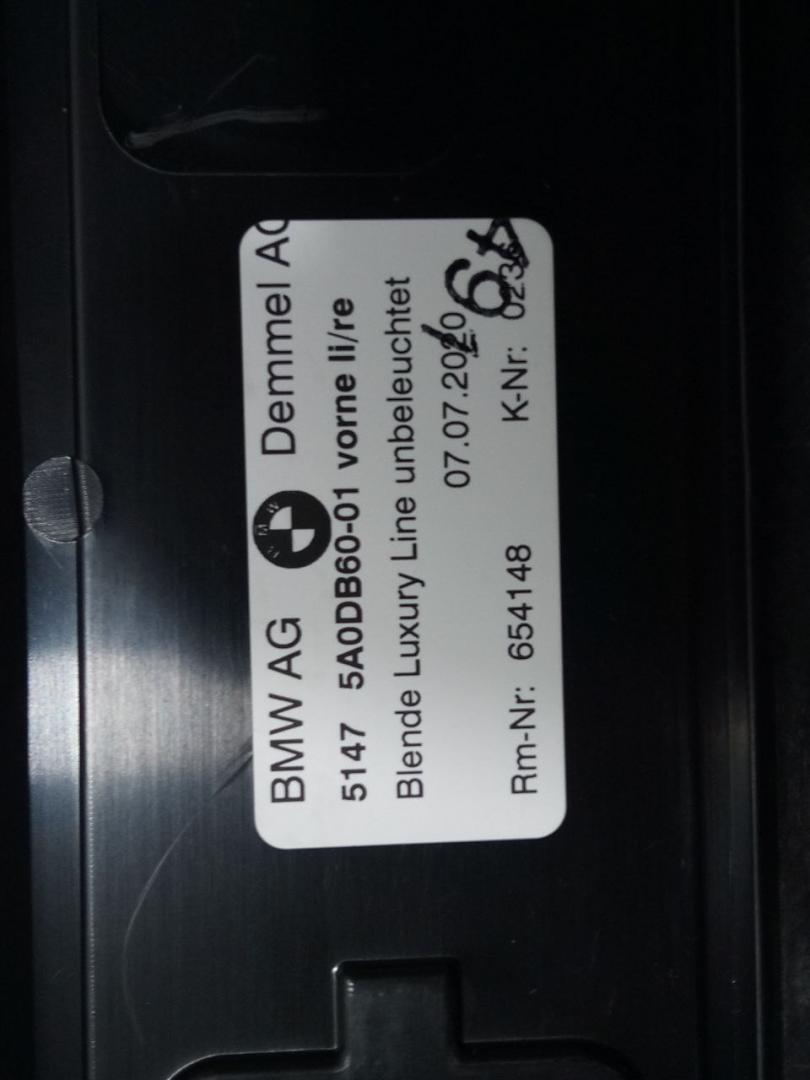 BMW AG BMW Demmel AG
5147 5A0DB60-01 vorne li/re
Blende Luxury Line unbeleuchtet
07.07.2020
Rm-Nr: 654148 K-Nr: